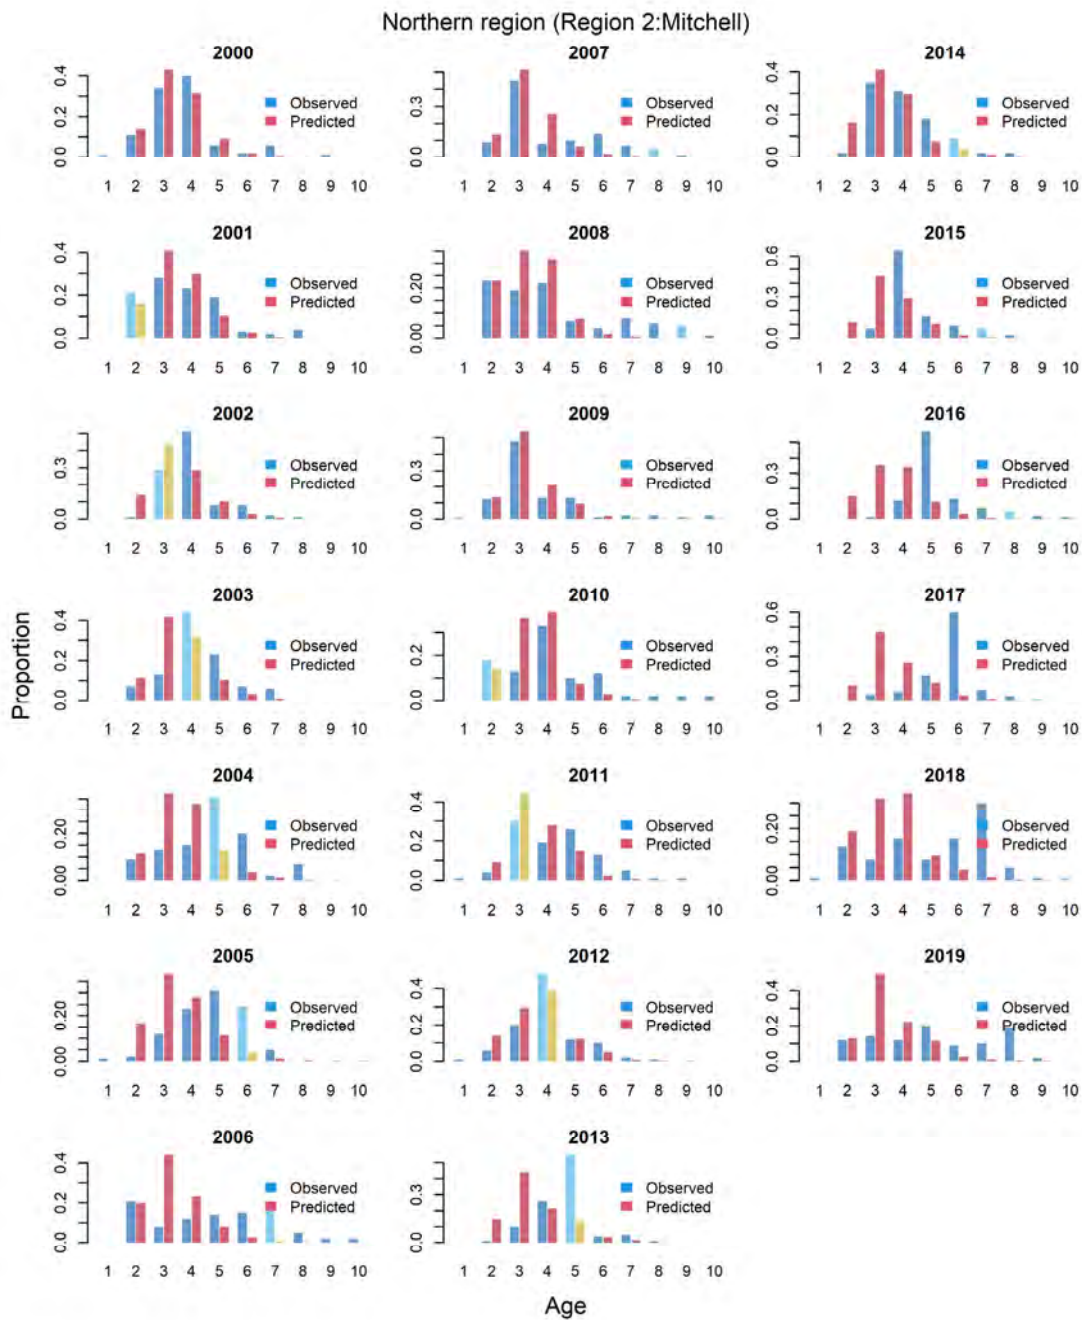 Northern region (Region 2:Mitchell)
Proportion
2000
0.4
0.2
0.0
Observed
Predicted
1 2 3 4 5 6 7 8 9 10
2001
0.4
0.2
0.0
Observed
Predicted
1 2 3 4 5 6 7 8 9 10
2002
0.3
0.0
Observed
Predicted
1 2 3 4 5 6 7 8 9 10
2003
0.4
0.2
0.0
Observed
Predicted
1 2 3 4 5 6 7 8 9 10
2004
0.20
0.00
Observed
Predicted
1 2 3 4 5 6 7 8 9 10
2005
0.20
0.00
Observed
Predicted
1 2 3 4 5 6 7 8 9 10
2006
0.4
0.2
0.0
Observed
Predicted
1 2 3 4 5 6 7 8 9 10
2007
0.3
0.0
Observed
Predicted
1 2 3 4 5 6 7 8 9 10
2008
0.20
0.00
Observed
Predicted
1 2 3 4 5 6 7 8 9 10
2009
0.3
0.0
Observed
Predicted
1 2 3 4 5 6 7 8 9 10
2010
0.2
0.0
Observed
Predicted
1 2 3 4 5 6 7 8 9 10
2011
0.4
0.2
0.0
Observed
Predicted
1 2 3 4 5 6 7 8 9 10
2012
0.4
0.2
0.0
Observed
Predicted
1 2 3 4 5 6 7 8 9 10
2013
0.3
0.0
Observed
Predicted
1 2 3 4 5 6 7 8 9 10
2014
0.4
0.2
0.0
Observed
Predicted
1 2 3 4 5 6 7 8 9 10
2015
0.6
0.3
0.0
Observed
Predicted
1 2 3 4 5 6 7 8 9 10
2016
0.3
0.0
Observed
Predicted
1 2 3 4 5 6 7 8 9 10
2017
0.6
0.3
0.0
Observed
Predicted
1 2 3 4 5 6 7 8 9 10
2018
0.20
0.00
Observed
Predicted
1 2 3 4 5 6 7 8 9 10
2019
0.4
0.2
0.0
Observed
Predicted
1 2 3 4 5 6 7 8 9 10
Age